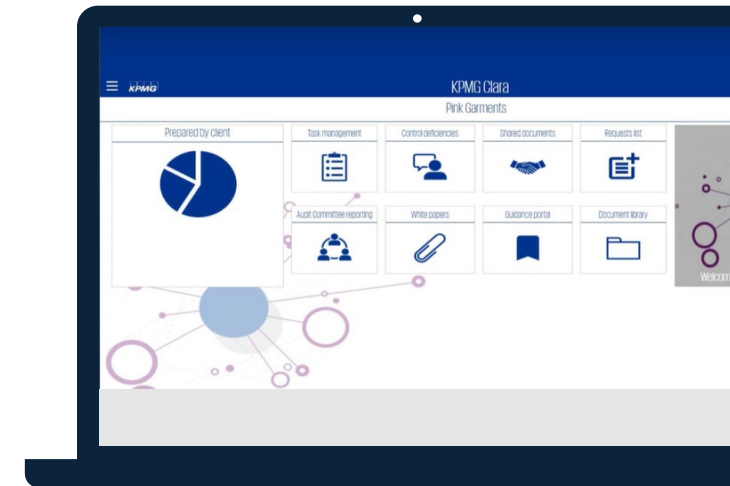 KPMG
KPMG Clara
Pink Garments
Prepared by client
Task management
Control deficiencies
Shared documents
Requests list
Audit Committee reporting
White papers
Guidance portal
Document library
Welcom